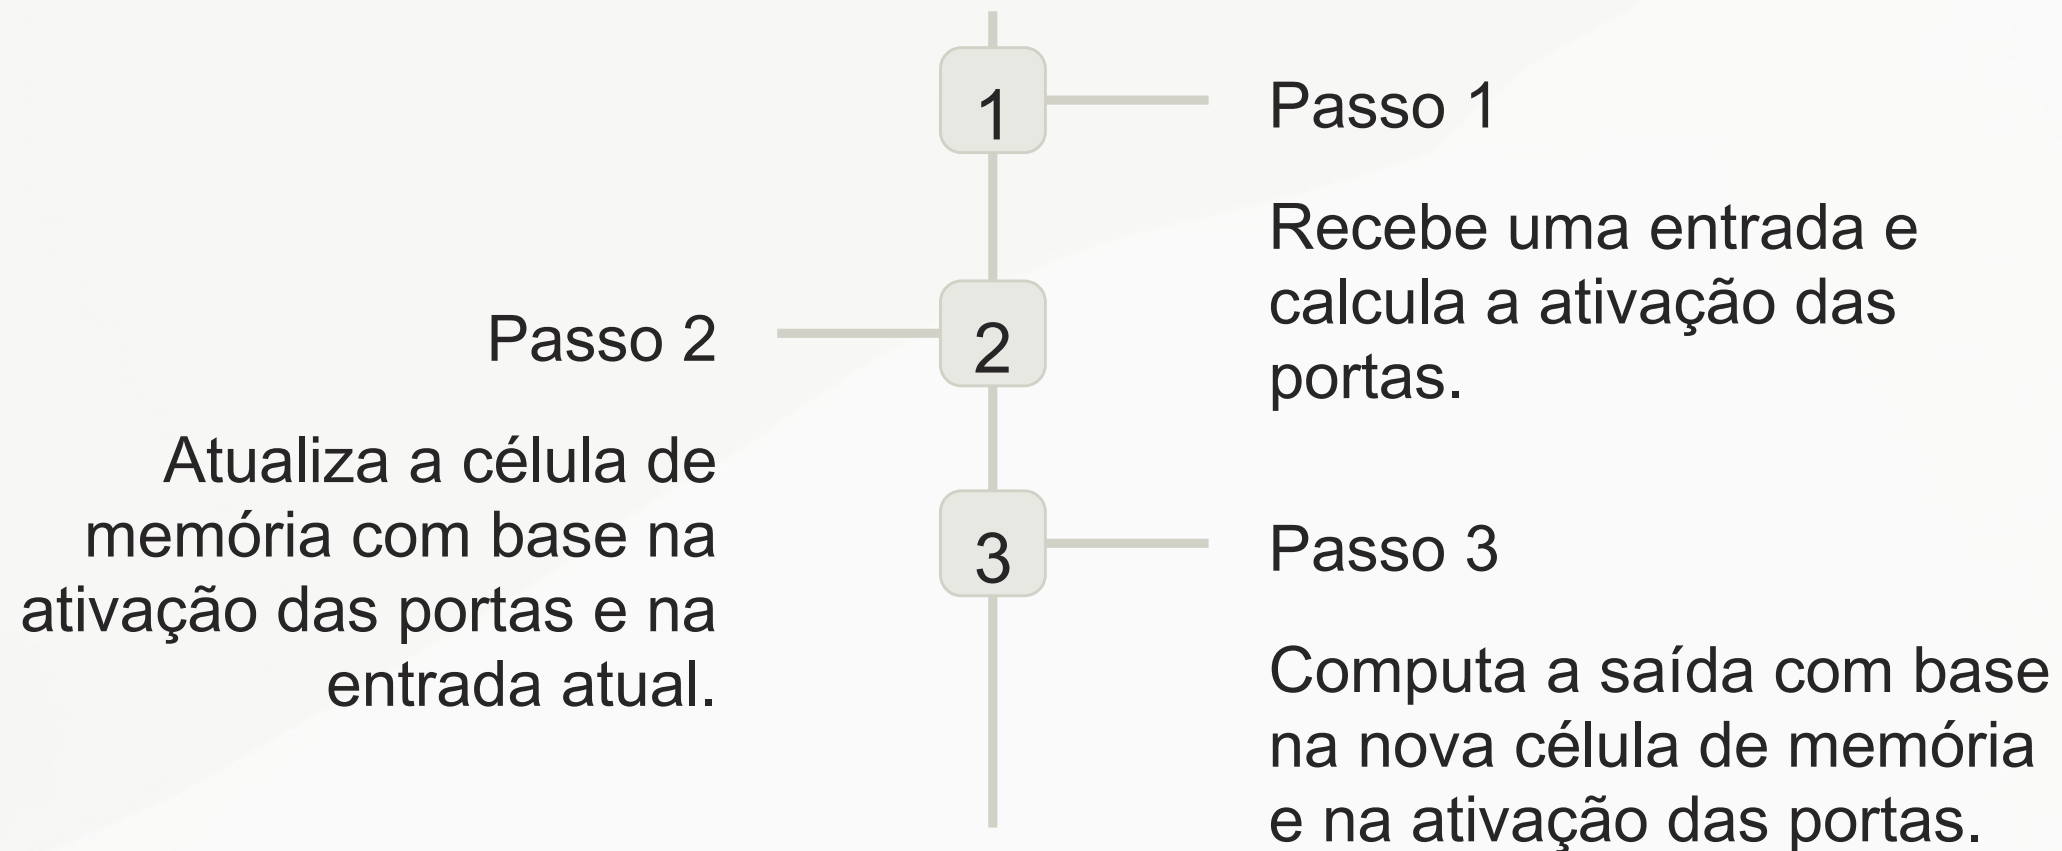 1
Passo 1
Recebe uma entrada e
calcula a ativação das
portas.
2
Passo 2
Atualiza a célula de
memória com base na
ativação das portas e na
entrada atual.
3
Passo 3
Computa a saída com base
na nova célula de memória
e na ativação das portas.